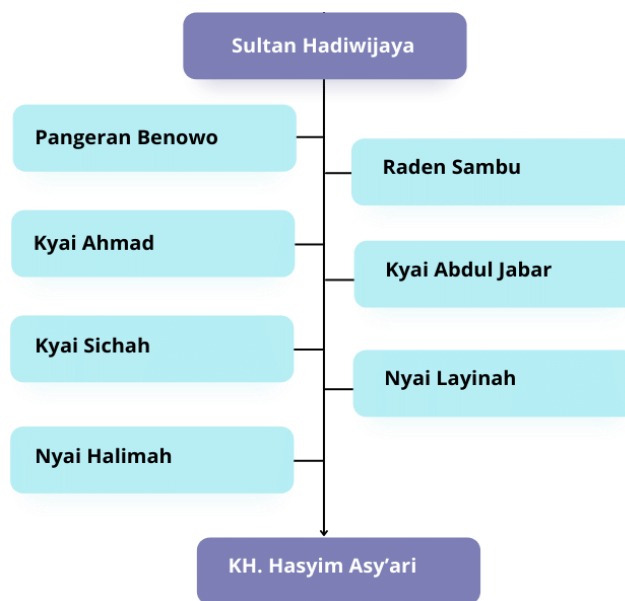 Sultan Hadiwijaya
Pangeran Benowo
Raden Sambu
Kyai Ahmad
Kyai Abdul Jabar
Kyai Sichah
Nyai Layinah
Nyai Halimah
KH. Hasyim Asy’ari